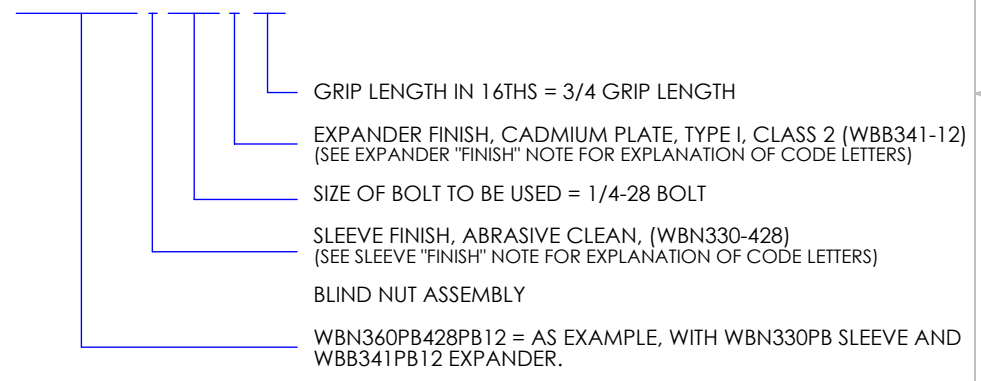 GRIP LENGTH IN 16THS = 3/4 GRIP LENGTH
EXPANDER FINISH, CADMIUM PLATE, TYPE I, CLASS 2 (WBB341-12)
(SEE EXPANDER "FINISH" NOTE FOR EXPLANATION OF CODE LETTERS)
SIZE OF BOLT TO BE USED = 1/4-28 BOLT
SLEEVE FINISH, ABRASIVE CLEAN, (WBN330-428)
(SEE SLEEVE "FINISH" NOTE FOR EXPLANATION OF CODE LETTERS)
BLIND NUT ASSEMBLY
WBN360PB428PB12 = AS EXAMPLE, WITH WBN330PB SLEEVE AND
WBB341PB12 EXPANDER.